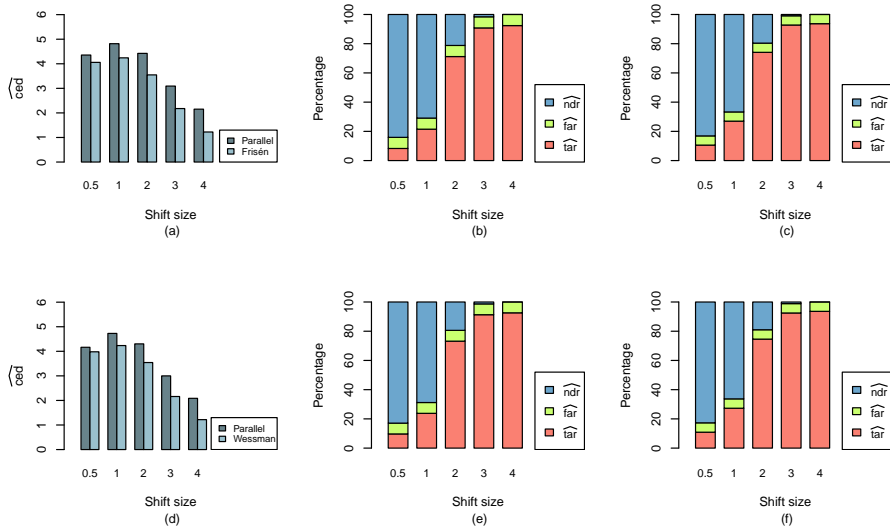 ced
0
1
2
3
4
5
6
0.5 1 2 3 4
Shift size
(a)
Parallel
Frisén
Percentage
0
20
40
60
80
100
0.5 1 2 3 4
Shift size
(b)
ndr
far
tar
Percentage
0
20
40
60
80
100
0.5 1 2 3 4
Shift size
(c)
ndr
far
tar
ced
0
1
2
3
4
5
6
0.5 1 2 3 4
Shift size
(d)
Parallel
Wessman
Percentage
0
20
40
60
80
100
0.5 1 2 3 4
Shift size
(e)
ndr
far
tar
Percentage
0
20
40
60
80
100
0.5 1 2 3 4
Shift size
(f)
ndr
far
tar